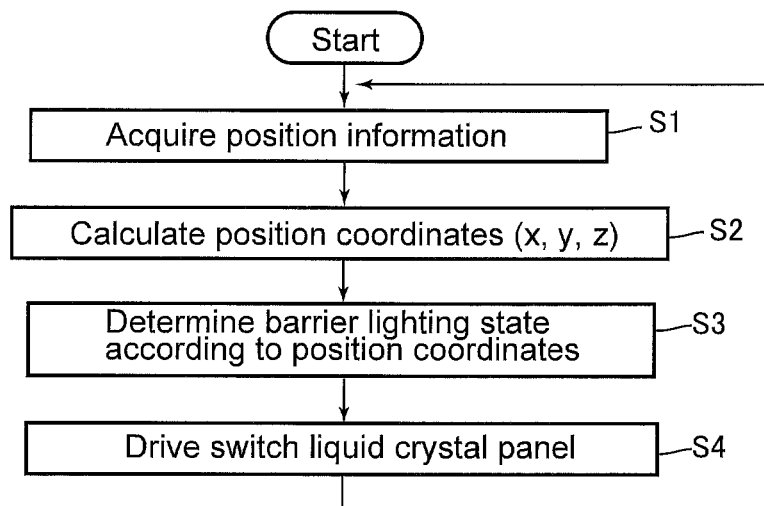 Start
Acquire position information
S1
Calculate position coordinates (x, y, z)
S2
Determine barrier lighting state
according to position coordinates
S3
Drive switch liquid crystal panel
S4